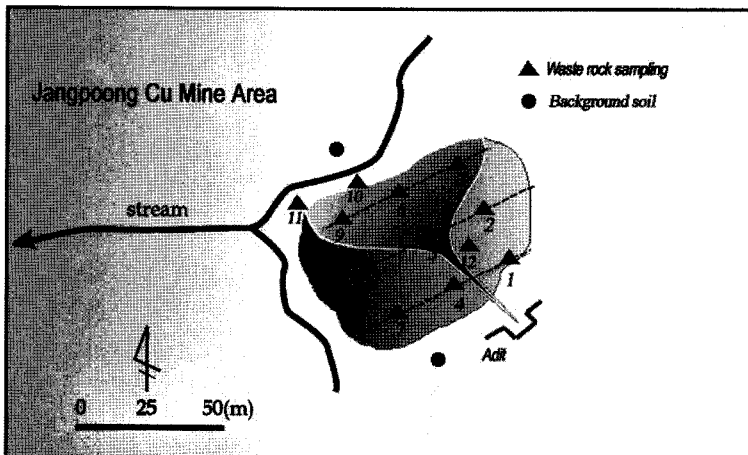 Jangpoong Cu Mine Area
Waste rock sampling
Background soil
stream
10
11
9
2
12
1
4
Adit
0 25 50(m)